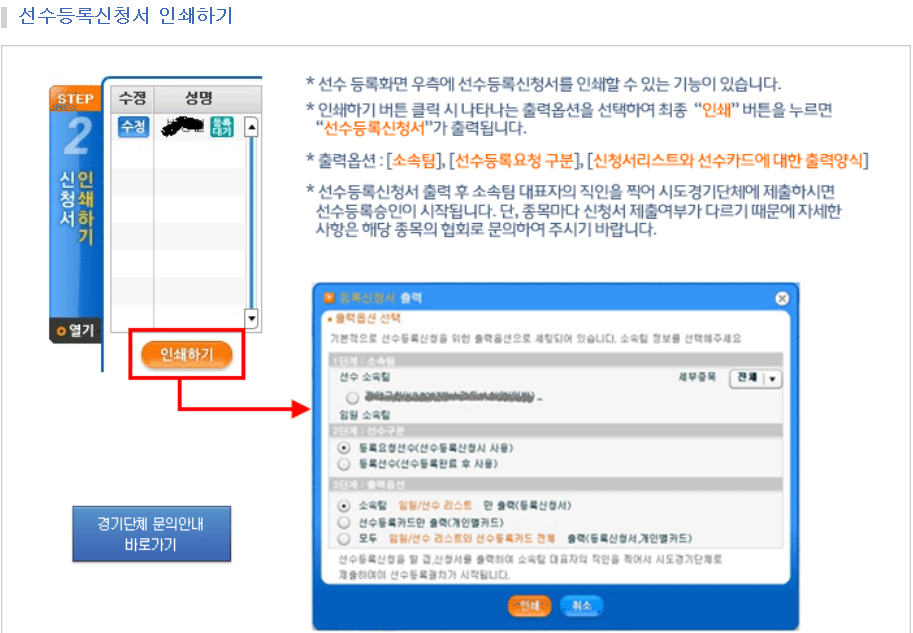 선수등록신청서 인쇄하기
* 선수 등록화면 우측에 선수등록신청서를 인쇄할 수 있는 기능이 있습니다.
* 인쇄하기 버튼 클릭 시 나타나는 출력옵션을 선택하여 최종 “인쇄” 버튼을 누르면
“선수등록신청서”가 출력됩니다.
* 출력옵션 : [소속팀], [선수등록요청 구분], [신청서리스트와 선수카드에 대한 출력양식]
* 선수등록신청서 출력 후 소속팀 대표자의 직인을 찍어 시도경기단체에 제출하시면
선수등록승인이 시작됩니다. 단, 종목마다 신청서 제출여부가 다르기 때문에 자세한
사항은 해당 종목의 협회로 문의하여 주시기 바랍니다.
STEP
2
신청서
인쇄하기
열기
수정 성명
수정 등록대기
인쇄하기
경기단체 문의안내
바로가기
등록신청서 출력
출력옵션 선택
기본적으로 선수등록신청을 위한 출력옵션으로 세팅되어 있습니다. 소속팀 정보를 선택해주세요
1단계 : 소속팀
선수 소속팀 세부종목 전체
임원 소속팀
2단계 : 선수구분
등록요청선수(선수등록신청시 사용)
등록선수(선수등록완료 후 사용)
3단계 : 출력옵션
소속팀 임원/선수 리스트 만 출력(등록신청서)
선수등록카드만 출력(개인별카드)
모두 임원/선수 리스트와 선수등록카드 전체 출력(등록신청서,개인별카드)
선수등록신청을 할 겁,신청서를 출력하여 소속팀 대표자의 직인을 찍어서 시도경기단체로
제출하여야 선수등록결차가 시작됩니다.
인쇄 취소